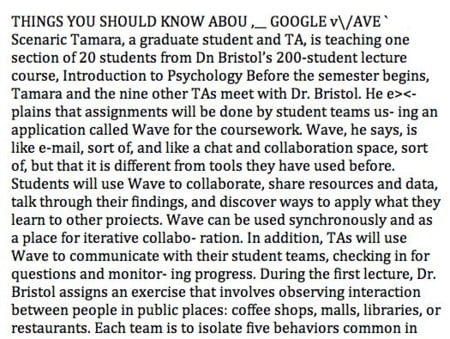 THINGS YOU SHOULD KNOW ABOU ,__ GOOGLE v\/AVE `
Scenaric Tamara, a graduate student and TA, is teaching one
section of 20 students from Dn Bristol’s 200-student lecture
course, Introduction to Psychology Before the semester begins,
Tamara and the nine other TAs meet with Dr. Bristol. He e><-
plains that assignments will be done by student teams us- ing an
application called Wave for the coursework. Wave, he says, is
like e-mail, sort of, and like a chat and collaboration space, sort
of, but that it is different from tools they have used before.
Students will use Wave to collaborate, share resources and data,
talk through their findings, and discover ways to apply what they
learn to other proiects. Wave can be used synchronously and as
a place for iterative collabo- ration. In addition, TAs will use
Wave to communicate with their student teams, checking in for
questions and monitor- ing progress. During the first lecture, Dr.
Bristol assigns an exercise that involves observing interaction
between people in public places: coffee shops, malls, libraries, or
restaurants. Each team is to isolate five behaviors common in